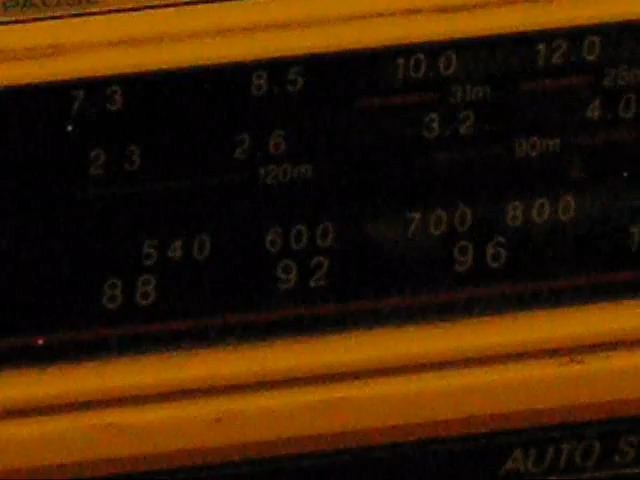 PAUSE
7.3 8.5 10.0 12.0
31m 25m
2.3 2.6 3.2 4.0
120m 90m
540 600 700 800
88 92 96
AUTO S